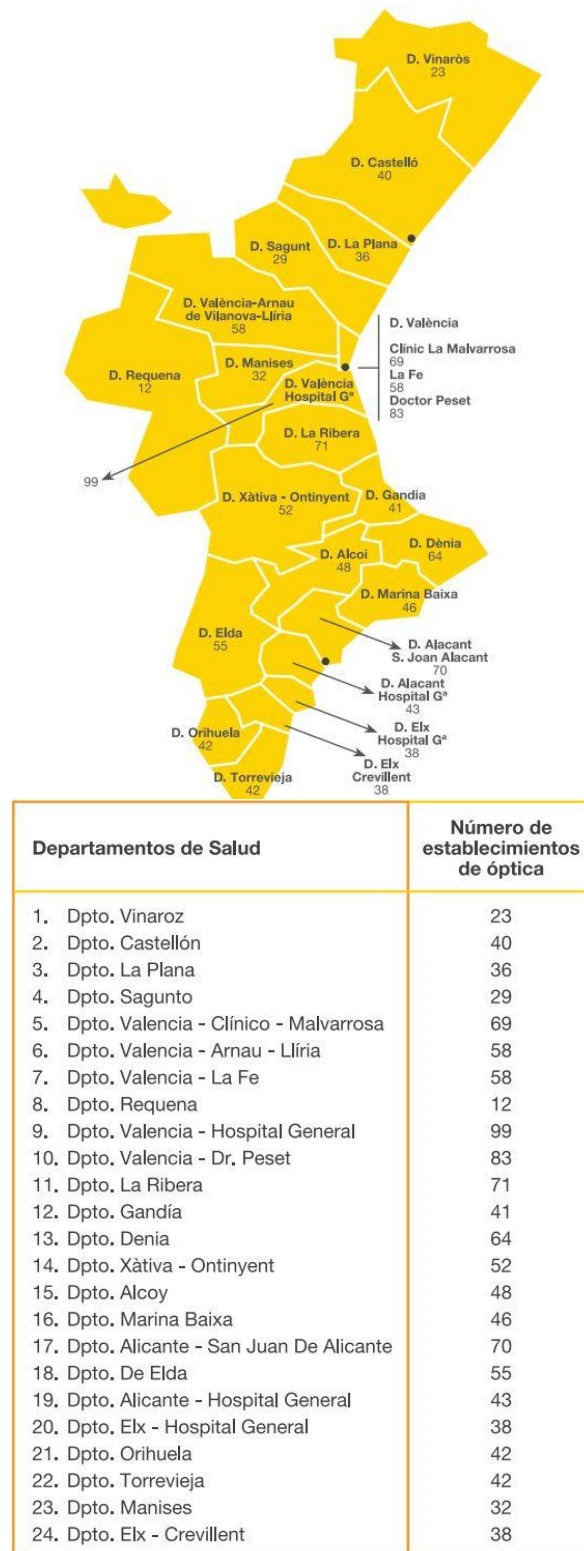 D. Vinaròs
23
D. Castelló
40
D. La Plana
36
D. Sagunt
29
D. València-Arnau
de Vilanova-Llíria
58
D. València
Clínic La Malvarrosa
69
La Fe
58
Doctor Peset
83
D. Requena
12
D. Manises
32
D. València
Hospital Gª
99
D. La Ribera
71
D. Xàtiva - Ontinyent
52
D. Gandia
41
D. Alcoi
48
D. Dènia
64
D. Marina Baixa
46
D. Elda
55
D. Alacant
S. Joan Alacant
70
D. Alacant
Hospital Gª
43
D. Elx
Hospital Gª
38
D. Orihuela
42
D. Elx
Crevillent
38
D. Torrevieja
42
Departamentos de Salud
Número de
establecimientos
de óptica
1. Dpto. Vinaroz 23
2. Dpto. Castellón 40
3. Dpto. La Plana 36
4. Dpto. Sagunto 29
5. Dpto. Valencia - Clínico - Malvarrosa 69
6. Dpto. Valencia - Arnau - Llíria 58
7. Dpto. Valencia - La Fe 58
8. Dpto. Requena 12
9. Dpto. Valencia - Hospital General 99
10. Dpto. Valencia - Dr. Peset 83
11. Dpto. La Ribera 71
12. Dpto. Gandía 41
13. Dpto. Denia 64
14. Dpto. Xàtiva - Ontinyent 52
15. Dpto. Alcoy 48
16. Dpto. Marina Baixa 46
17. Dpto. Alicante - San Juan De Alicante 70
18. Dpto. De Elda 55
19. Dpto. Alicante - Hospital General 43
20. Dpto. Elx - Hospital General 38
21. Dpto. Orihuela 42
22. Dpto. Torrevieja 42
23. Dpto. Manises 32
24. Dpto. Elx - Crevillent 38